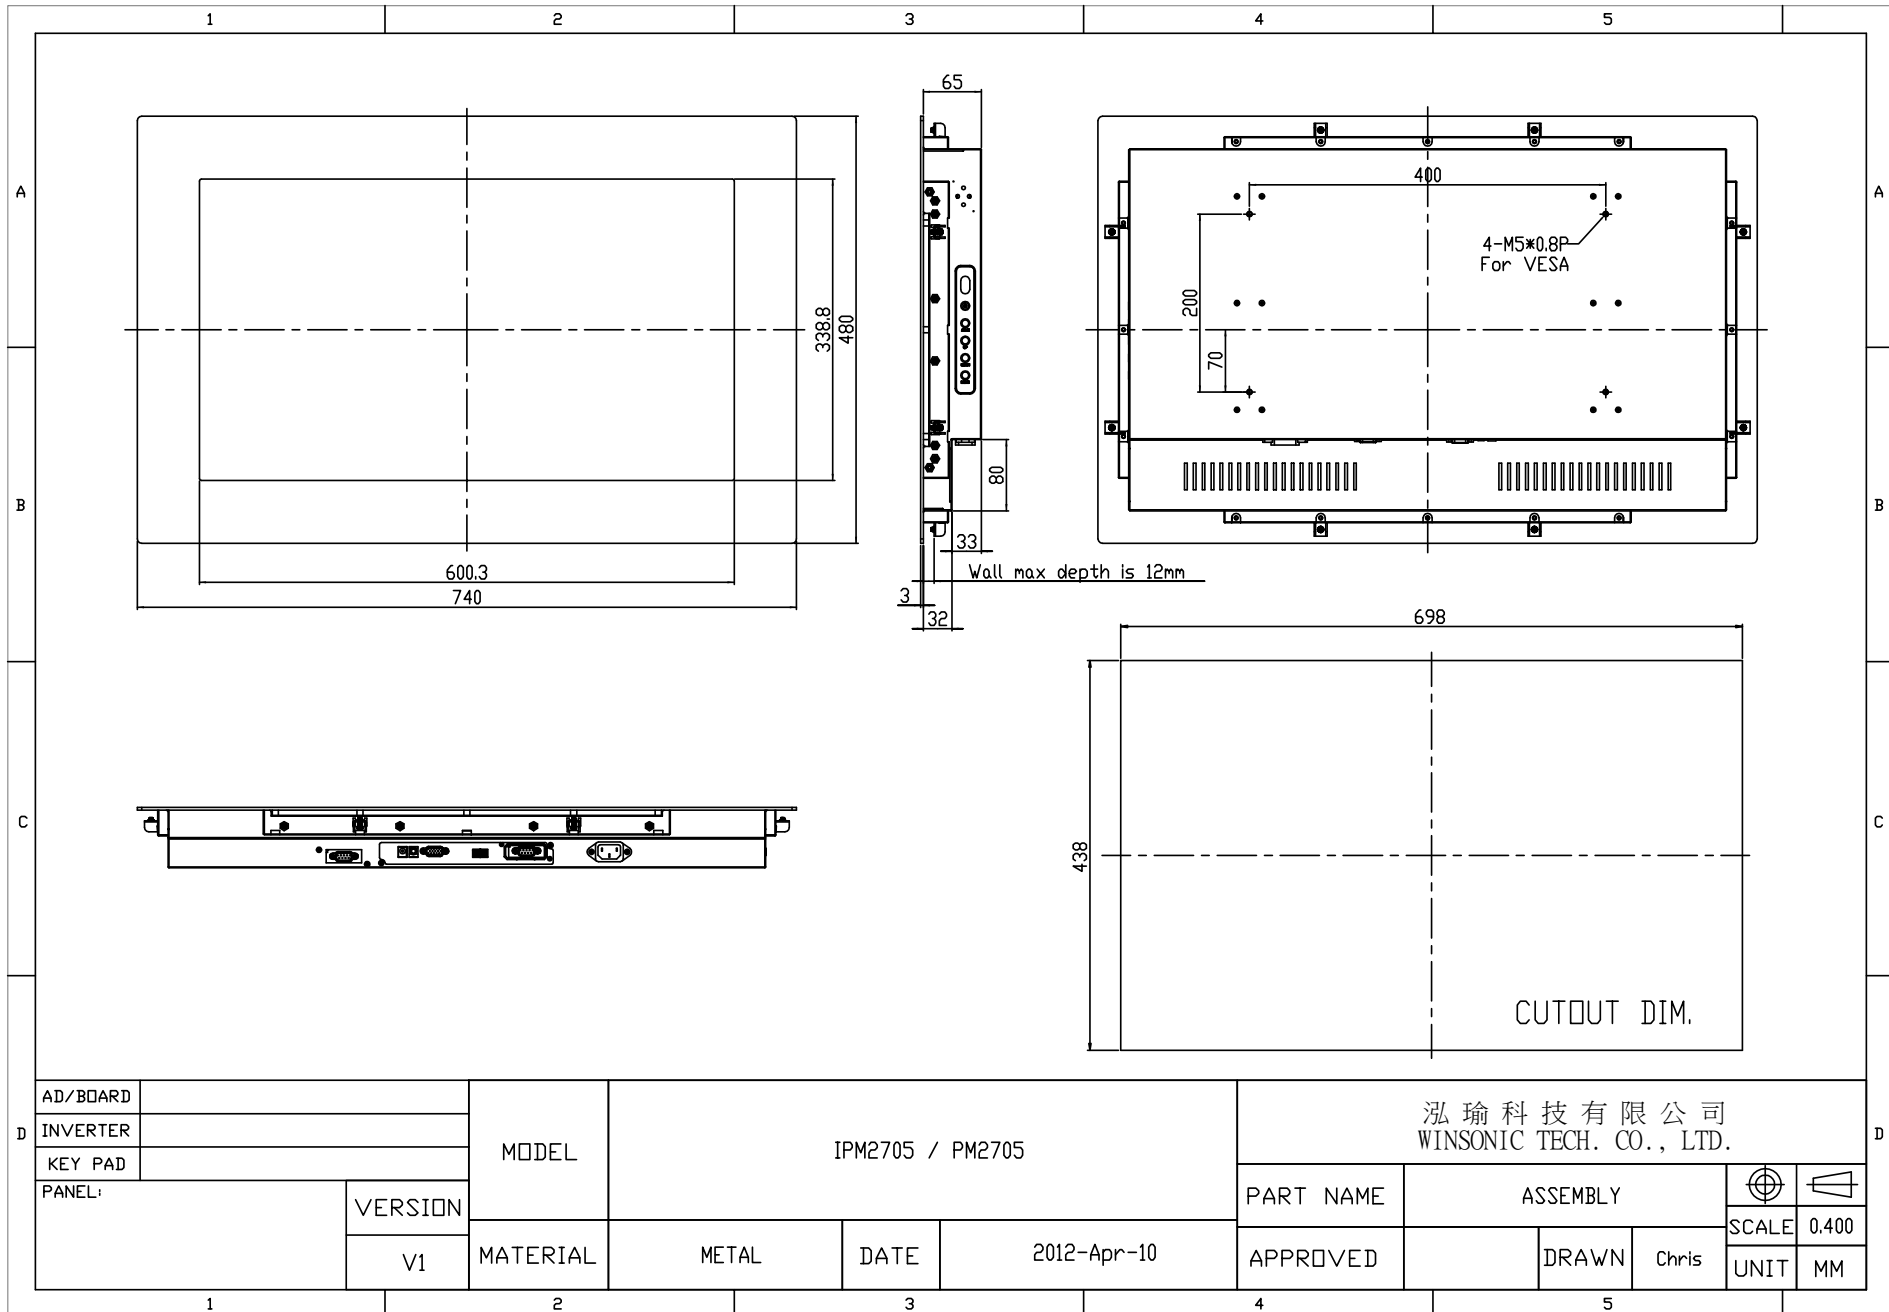 1 2 3 4 5
A A
B B
C C
D D
65
400
4-M5*0.8P
For VESA
200
70
338.8
480
80
33
600.3
740
Wall max depth is 12mm
3
32
698
438
CUTOUT DIM.
AD/BOARD
INVERTER
KEY PAD
PANEL:
VERSION
V1
MODEL
IPM2705 / PM2705
MATERIAL
METAL
DATE
2012-Apr-10
泓瑜科技有限公司
WINSONIC TECH. CO., LTD.
PART NAME
ASSEMBLY
APPROVED
DRAWN
Chris
SCALE
0.400
UNIT
MM
1 2 3 4 5